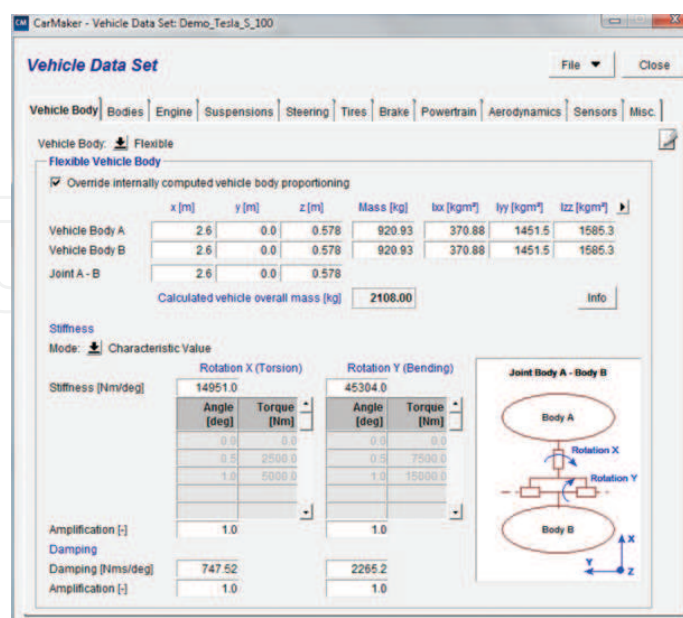 CM CarMaker - Vehicle Data Set: Demo_Tesla_S_100
Vehicle Data Set File Close
Vehicle Body Bodies Engine Suspensions Steering Tires Brake Powertrain Aerodynamics Sensors Misc.
Vehicle Body: Flexible
Flexible Vehicle Body
Override internally computed vehicle body proportioning
x [m] y [m] z [m] Mass [kg] Ixx [kgm²] Iyy [kgm²] Izz [kgm²]
Vehicle Body A 2.6 0.0 0.578 920.93 370.88 1451.5 1585.3
Vehicle Body B 2.6 0.0 0.578 920.93 370.88 1451.5 1585.3
Joint A - B 2.6 0.0 0.578
Calculated vehicle overall mass [kg] 2108.00 Info
Stiffness
Mode: Characteristic Value
Rotation X (Torsion) Rotation Y (Bending)
Stiffness [Nm/deg] 14951.0 45304.0
Angle [deg] Torque [Nm] Angle [deg] Torque [Nm]
0.0 0.0 0.0 0.0
0.5 2500.0 0.5 7500.0
1.0 5000.0 1.0 15000.0
Amplification [-] 1.0 1.0
Damping
Damping [Nms/deg] 747.52 2265.2
Amplification [-] 1.0 1.0
Joint Body A - Body B
Body A
Rotation X
Rotation Y
Body B
X
Y
Z